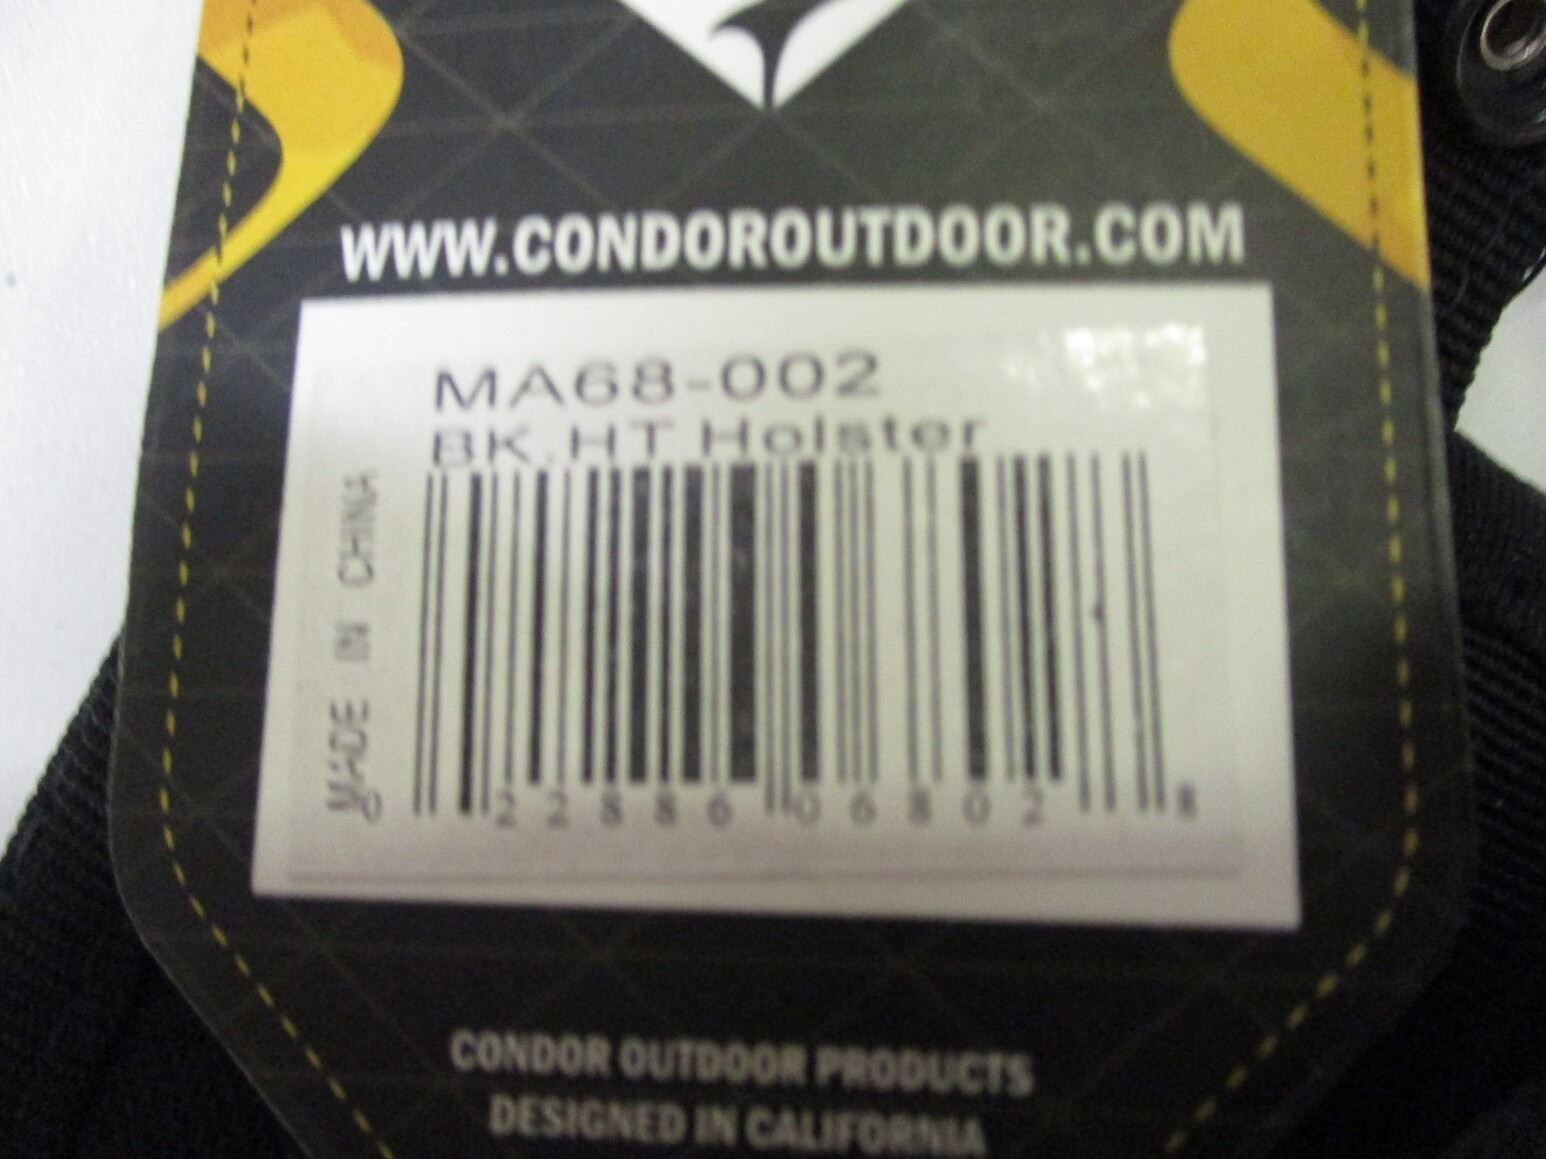 WWW.CONDOROUTDOOR.COM
MA68-002
BK.HT Holster
MADE IN CHINA
22886 06802 8
CONDOR OUTDOOR PRODUCTS
DESIGNED IN CALIFORNIA